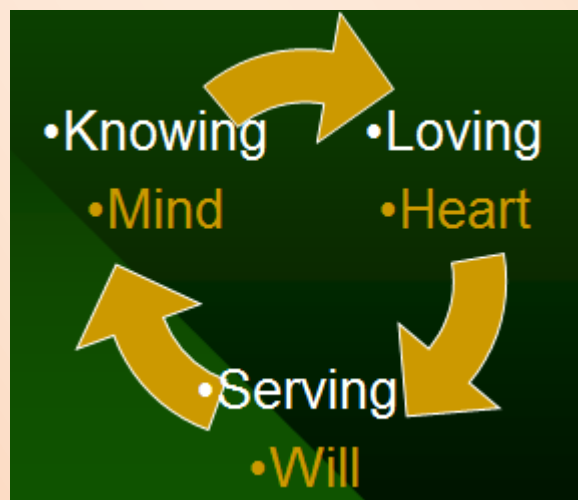 •Knowing
•Mind
•Loving
•Heart
•Serving
•Will